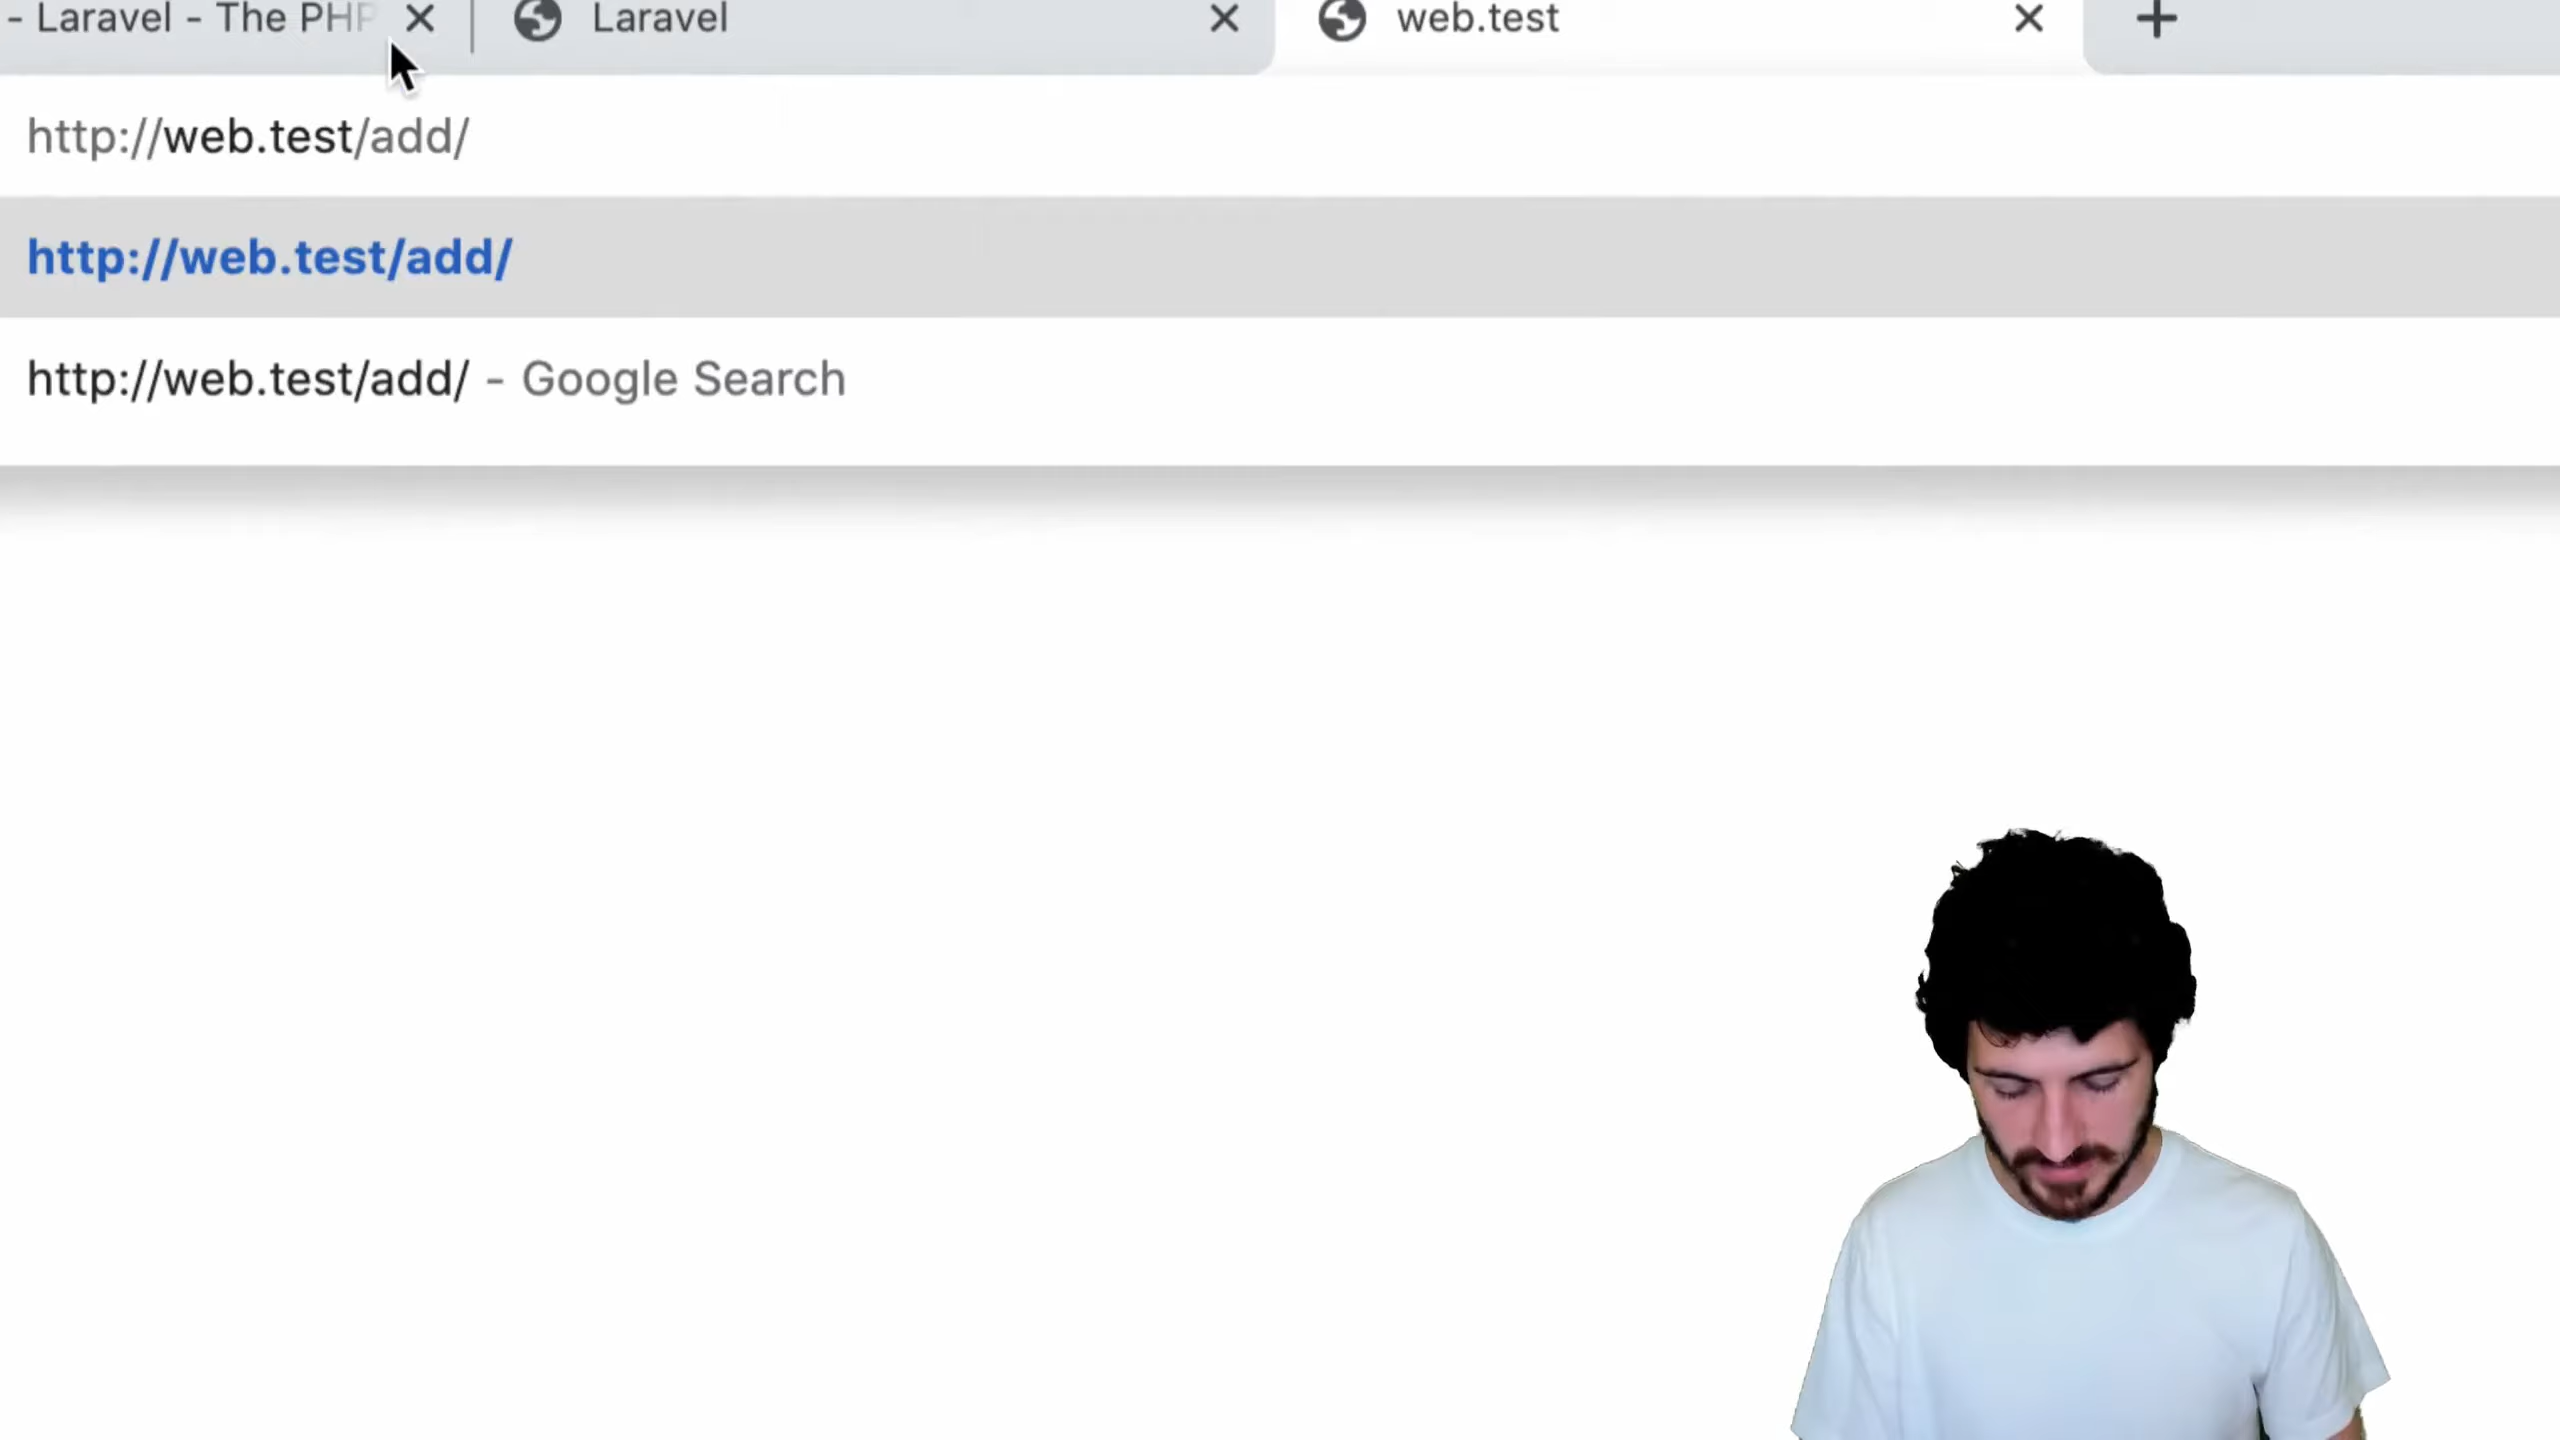 - Laravel - The PHP
Laravel
web.test
http://web.test/add/
http://web.test/add/
http://web.test/add/ - Google Search